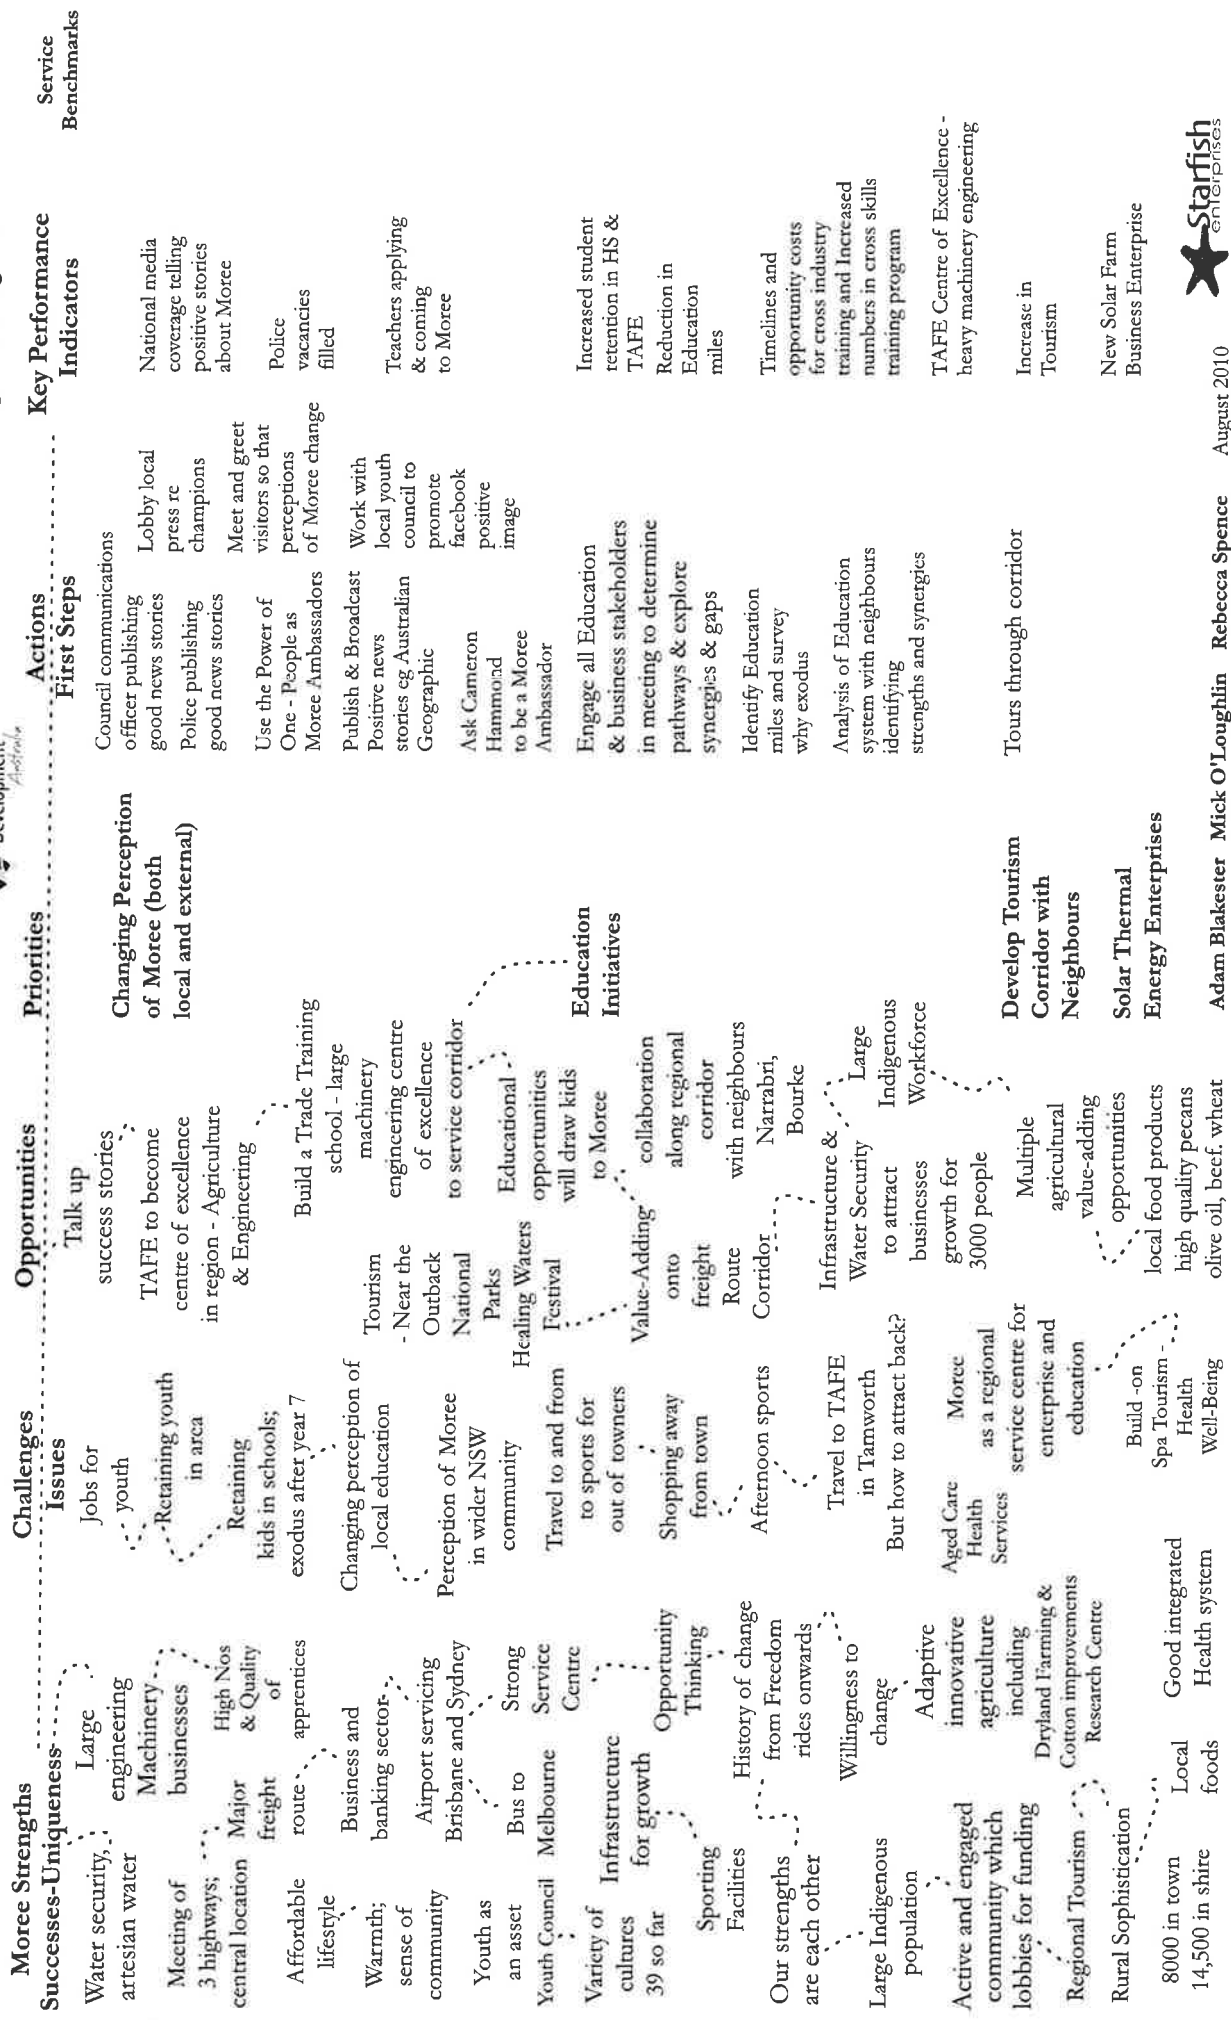 Development
Australia
Moree Strengths
Successes-Uniqueness
Challenges
Issues
Opportunities
Priorities
Actions
First Steps
Key Performance
Indicators
Service
Benchmarks
Water security,
artesian water
Meeting of
3 highways;
central location
Affordable
lifestyle
Warmth;
sense of
community
Youth as
an asset
Youth Council
Variety of
cultures
39 so far
Sporting
Facilities
Our strengths
are each other
Large Indigenous
population
Active and engaged
community which
lobbies for funding
Regional Tourism
Rural Sophistication
8000 in town
14,500 in shire
Large
engineering
Machinery
businesses
Major
freight
route
High Nos
& Quality
of
apprentices
Business and
banking sector
Airport servicing
Brisbane and Sydney
Bus to
Melbourne
Strong
Service
Centre
Infrastructure
for growth
Opportunity
Thinking
History of change
from Freedom
rides onwards
Willingness to
change
Adaptive
innovative
agriculture
including
Dryland Farming &
Cotton improvements
Research Centre
Local
foods
Good integrated
Health system
Jobs for
youth
Retaining youth
in area
Retaining
kids in schools;
exodus after year 7
Changing perception of
local education
Perception of Moree
in wider NSW
community
Travel to and from
to sports for
out of towners
Shopping away
from town
Afternoon sports
Travel to TAFE
in Tamworth
But how to attract back?
Aged Care
Health
Services
Moree
as a regional
service centre for
enterprise and
education
Build -on
Spa Tourism -
Health
Well-Being
Talk up
success stories
TAFE to become
centre of excellence
in region - Agriculture
& Engineering
Build a Trade Training
school - large
machinery
engineering centre
of excellence
to service corridor
Tourism
- Near the
Outback
National
Parks
Healing Waters
Festival
Educational
opportunities
will draw kids
to Moree
Value-Adding
onto
freight
Route
Corridor
collaboration
along regional
corridor
with neighbours
Narrabri,
Bourke
Infrastructure &
Water Security
to attract
businesses
growth for
3000 people
Large
Indigenous
Workforce
Multiple
agricultural
value-adding
opportunities
local food products
high quality pecans
olive oil, beef. wheat
Changing Perception
of Moree (both
local and external)
Education
Initiatives
Develop Tourism
Corridor with
Neighbours
Solar Thermal
Energy Enterprises
Council communications
officer publishing
good news stories
Police publishing
good news stories
Use the Power of
One - People as
Moree Ambassadors
Publish & Broadcast
Positive news
stories eg Australian
Geographic
Ask Cameron
Hammond
to be a Moree
Ambassador
Lobby local
press re
champions
Meet and greet
visitors so that
perceptions
of Moree change
Work with
local youth
council to
promote
facebook
positive
image
Engage all Education
& business stakeholders
in meeting to determine
pathways & explore
synergies & gaps
Identify Education
miles and survey
why exodus
Analysis of Education
system with neighbours
identifying
strengths and synergies
Tours through corridor
National media
coverage telling
positive stories
about Moree
Police
vacancies
filled
Teachers applying
& coming
to Moree
Increased student
retention in HS &
TAFE
Reduction in
Education
miles
Timelines and
opportunity costs
for cross industry
training and Increased
numbers in cross skills
training program
TAFE Centre of Excellence -
heavy machinery engineering
Increase in
Tourism
New Solar Farm
Business Enterprise
Adam Blakester Mick O'Loughlin Rebecca Spence August 2010
Starfish
enterprises